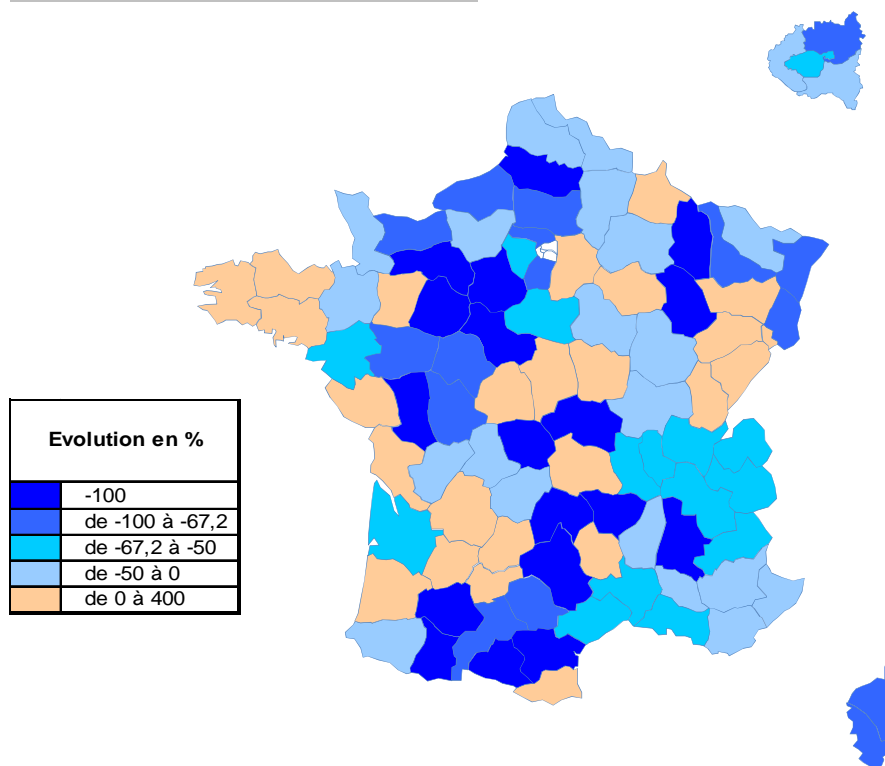 Evolution en %
-100
de -100 à -67,2
de -67,2 à -50
de -50 à 0
de 0 à 400